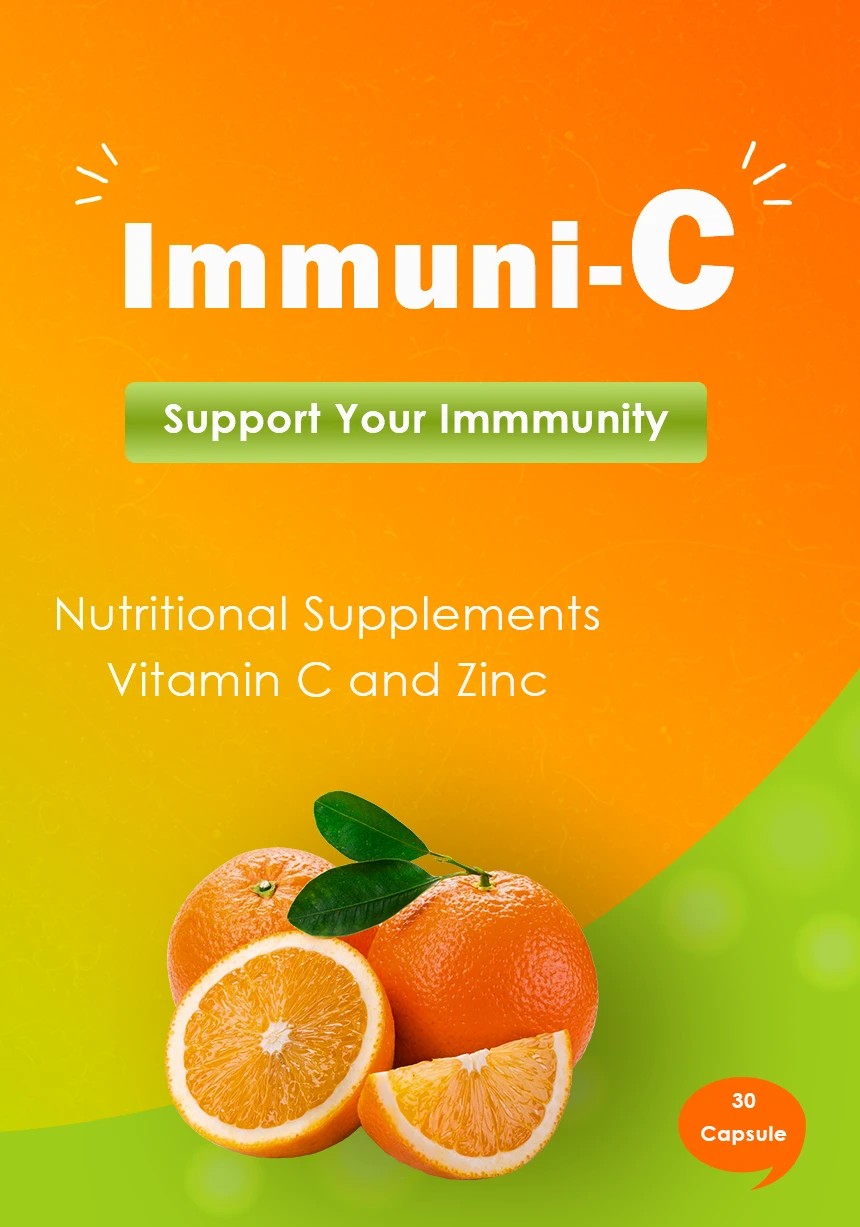 Immuni-C
Support Your Immmunity
Nutritional Supplements
Vitamin C and Zinc
30
Capsule